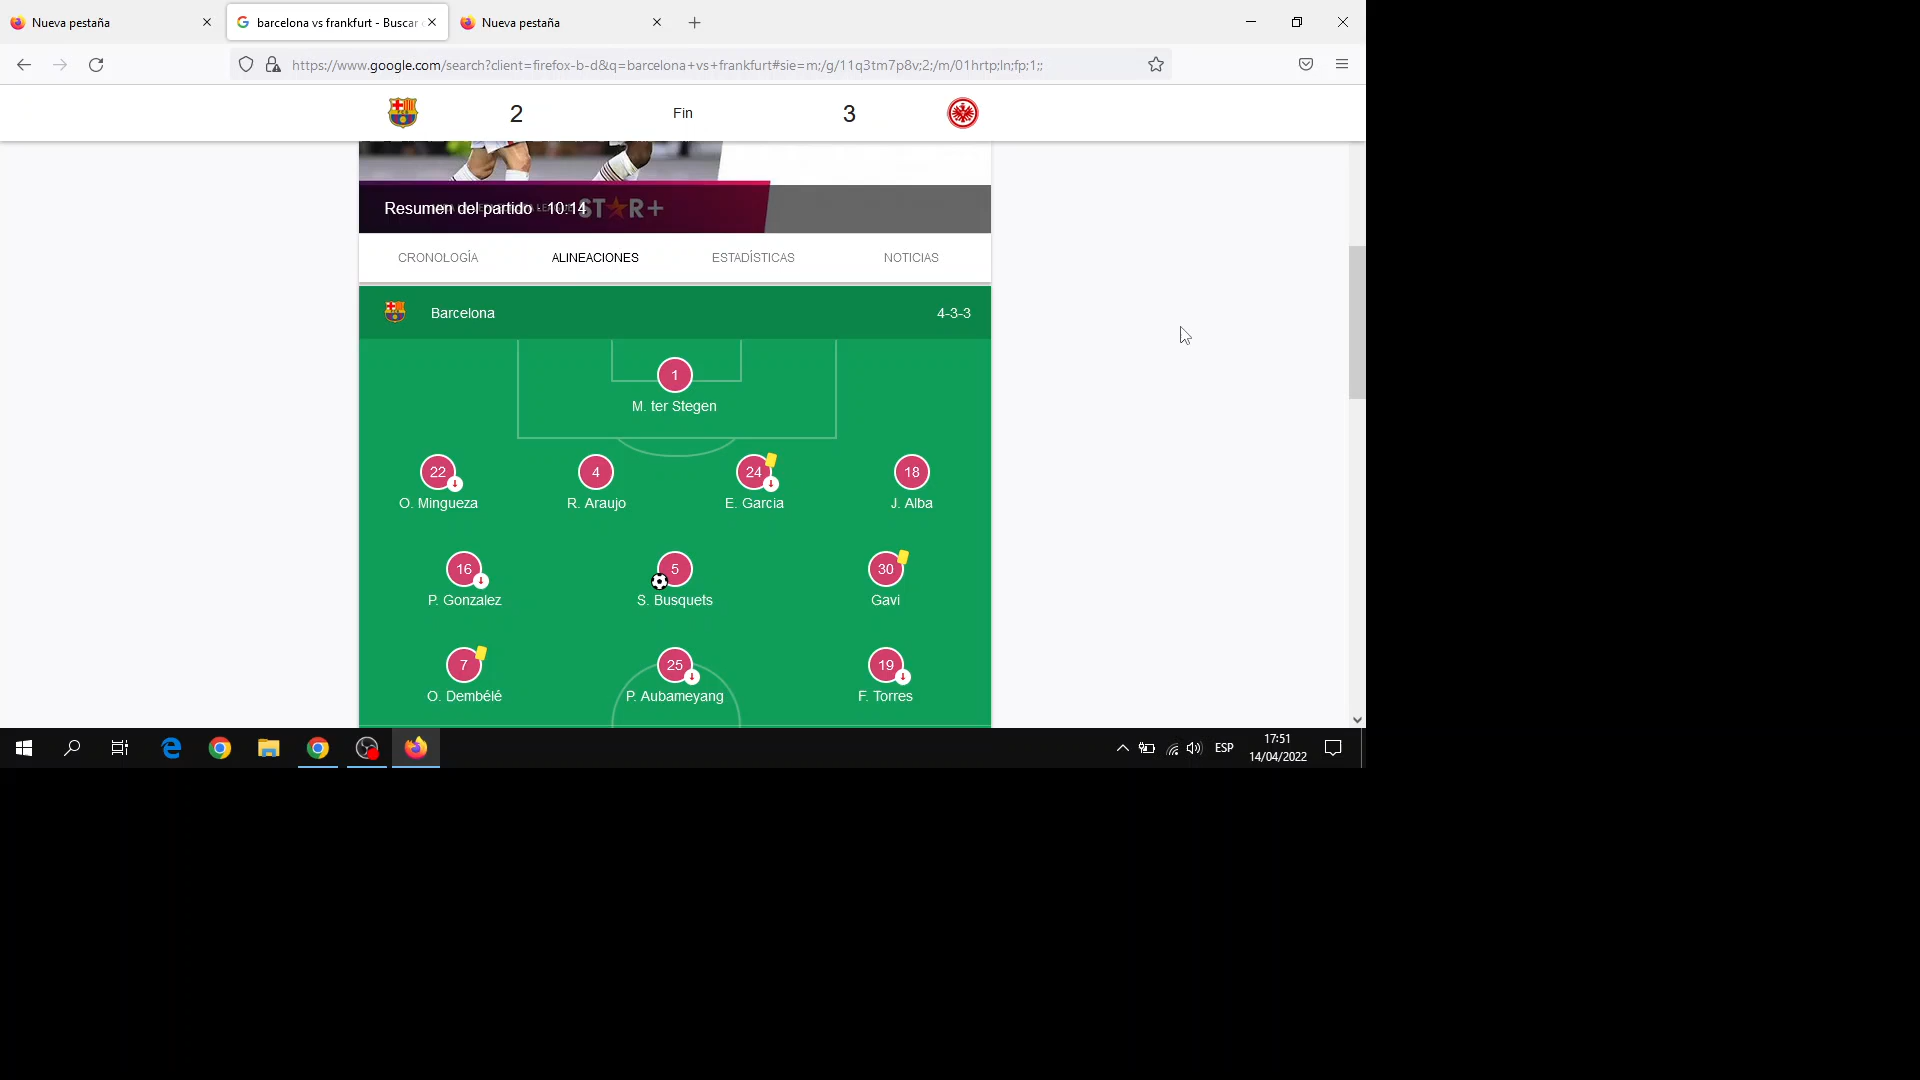 Nueva pestaña
barcelona vs frankfurt - Buscar
Nueva pestaña
https://www.google.com/search?client=firefox-b-d&q=barcelona+vs+frankfurt#sie=m;/g/11q3tm7p8v;2;/m/01hrtp;ln;fp;1;;
2 Fin 3
Resumen del partido - 10:14
STAR+
CRONOLOGÍA ALINEACIONES ESTADÍSTICAS NOTICIAS
Barcelona 4-3-3
1
M. ter Stegen
22 4 24 18
O. Mingueza R. Araujo E. Garcia J. Alba
16 5 30
P. Gonzalez S. Busquets Gavi
7 25 19
O. Dembélé P. Aubameyang F. Torres
ESP
17:51
14/04/2022